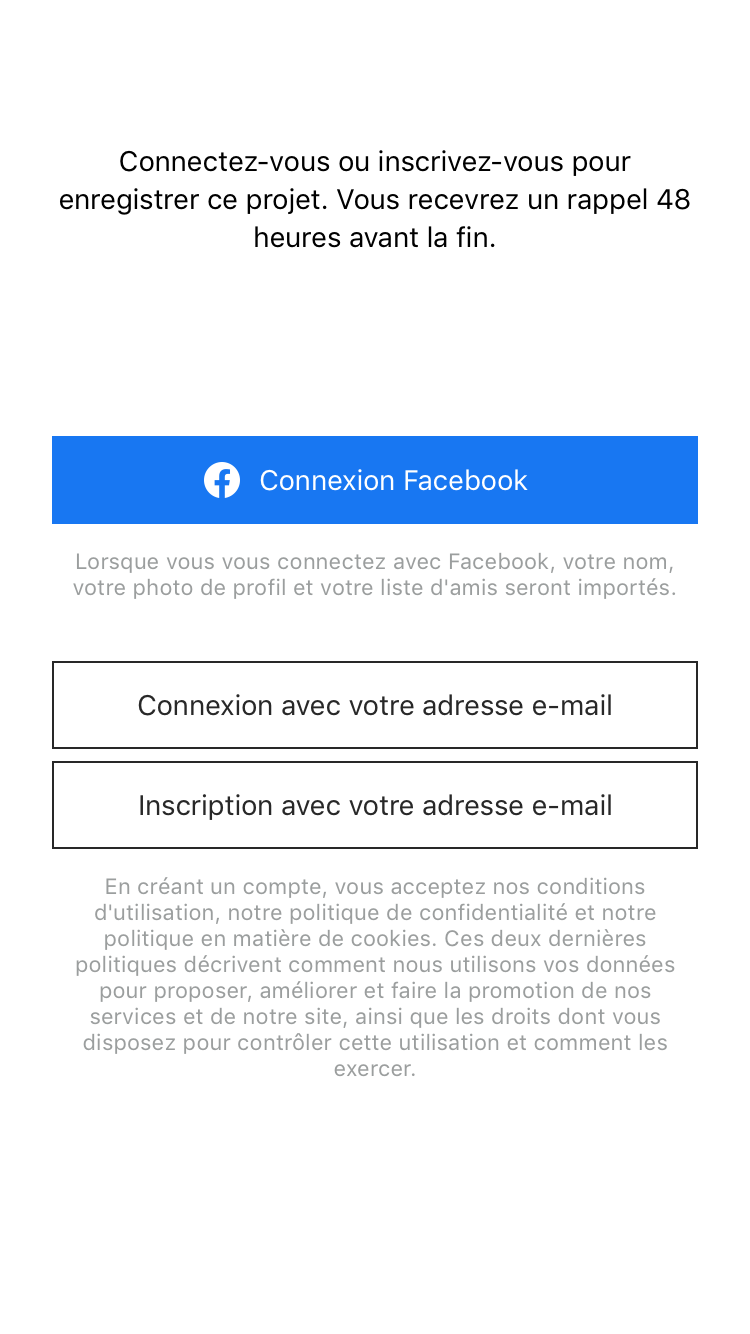 Connectez-vous ou inscrivez-vous pour
enregistrer ce projet. Vous recevrez un rappel 48
heures avant la fin.
Connexion Facebook
Lorsque vous vous connectez avec Facebook, votre nom,
votre photo de profil et votre liste d'amis seront importés.
Connexion avec votre adresse e-mail
Inscription avec votre adresse e-mail
En créant un compte, vous acceptez nos conditions
d'utilisation, notre politique de confidentialité et notre
politique en matière de cookies. Ces deux dernières
politiques décrivent comment nous utilisons vos données
pour proposer, améliorer et faire la promotion de nos
services et de notre site, ainsi que les droits dont vous
disposez pour contrôler cette utilisation et comment les
exercer.